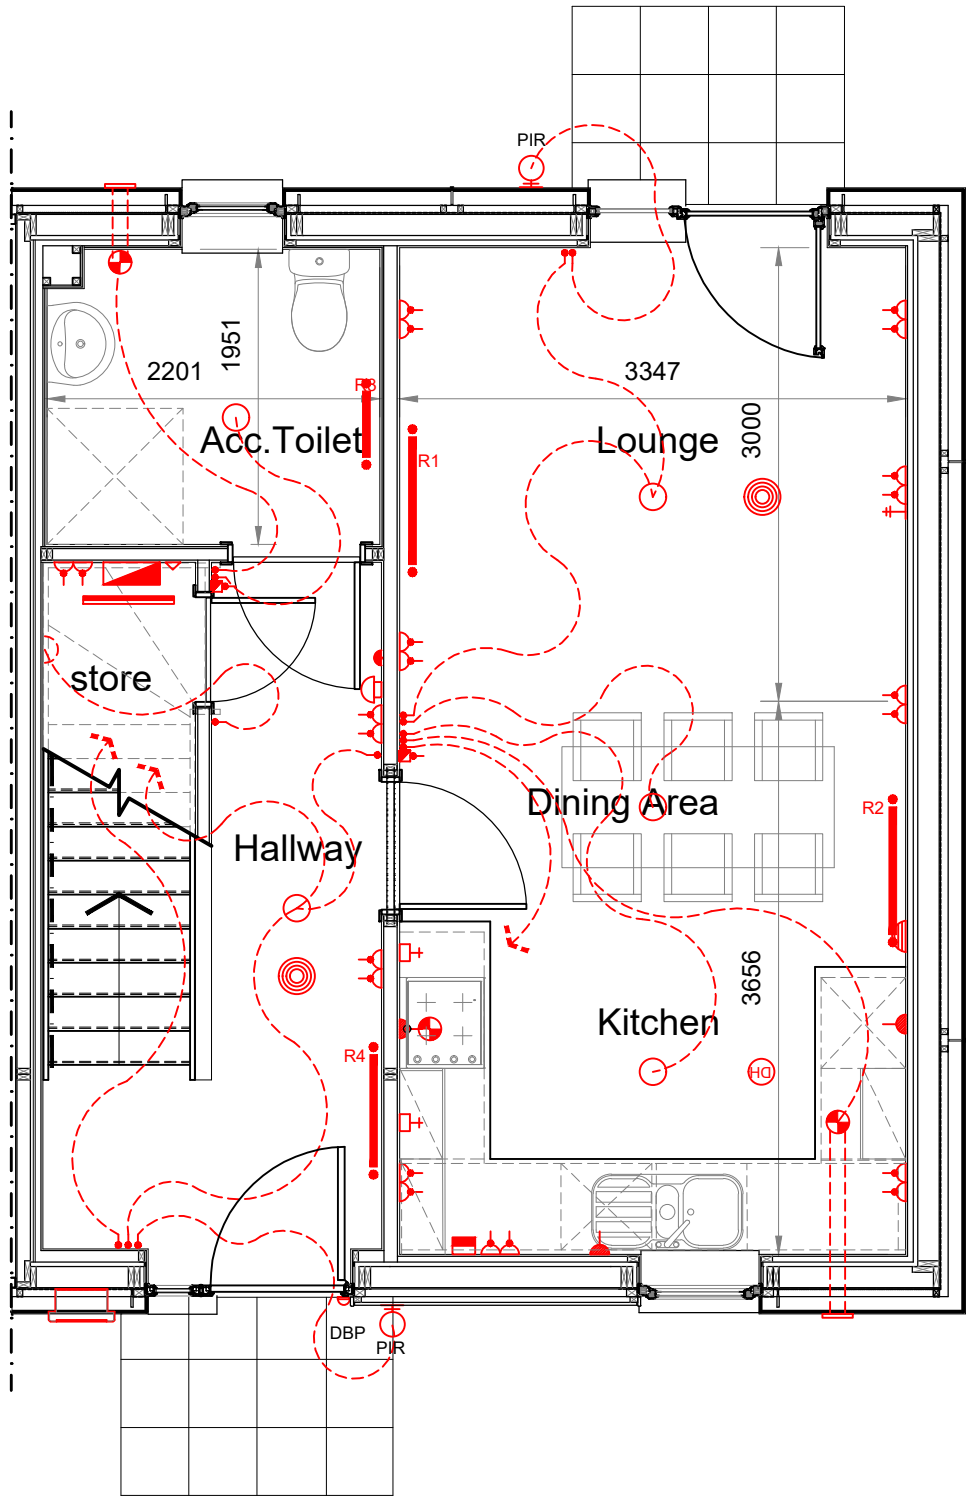 PIR
2201
1951
3347
3000
R3
Acc.Toilet
Lounge
R1
store
Dining Area
R2
Hallway
3656
Kitchen
R4
DH
DBP
PIR